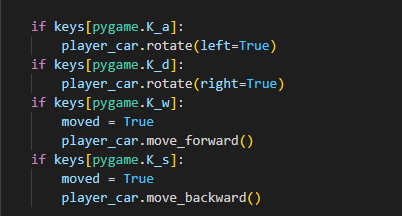 if keys[pygame.K_a]:
    player_car.rotate(left=True)
if keys[pygame.K_d]:
    player_car.rotate(right=True)
if keys[pygame.K_w]:
    moved = True
    player_car.move_forward()
if keys[pygame.K_s]:
    moved = True
    player_car.move_backward()